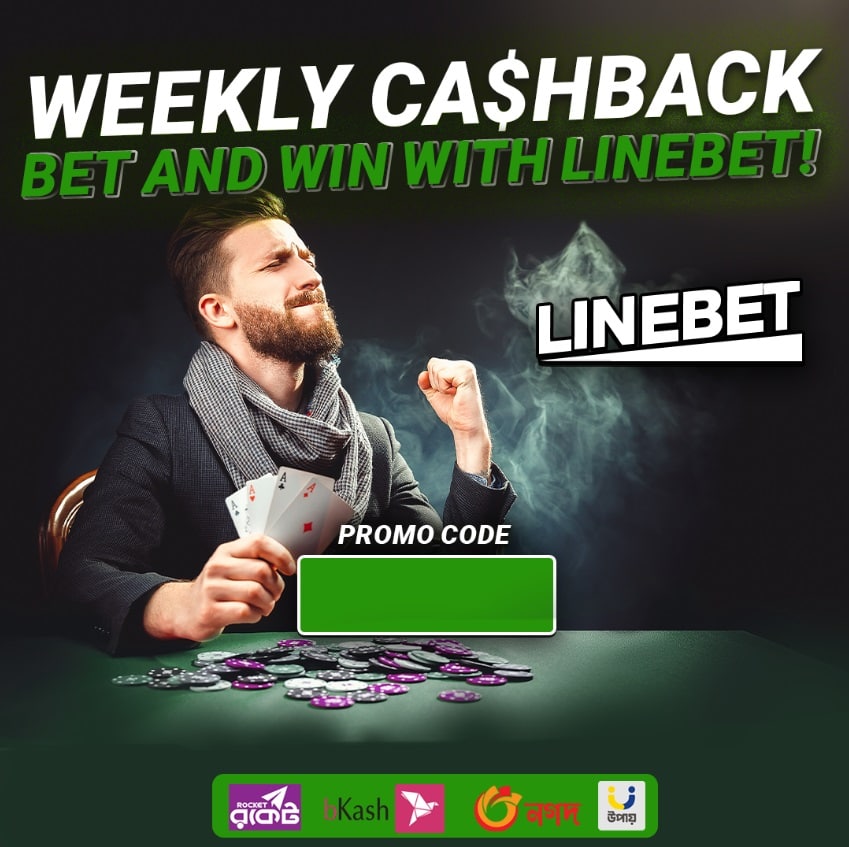 WEEKLY CA$HBACK
BET AND WIN WITH LINEBET!
LINEBET
A A A A
PROMO CODE
ROCKET
রকেট
bKash
নগদ
উপায়